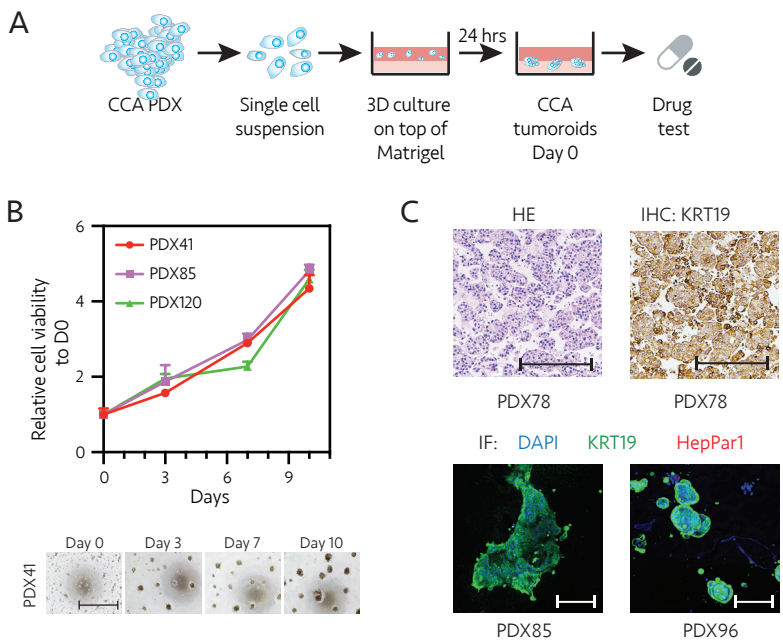 A
24 hrs
CCA PDX
Single cell
suspension
3D culture
on top of
Matrigel
CCA
tumoroids
Day 0
Drug
test
B
Relative cell viability
to D0
6
4
2
0
PDX41
PDX85
PDX120
0
3
6
9
Days
Day 0
Day 3
Day 7
Day 10
PDX41
C
HE
IHC: KRT19
PDX78
PDX78
IF: DAPI KRT19 HepPar1
PDX85
PDX96